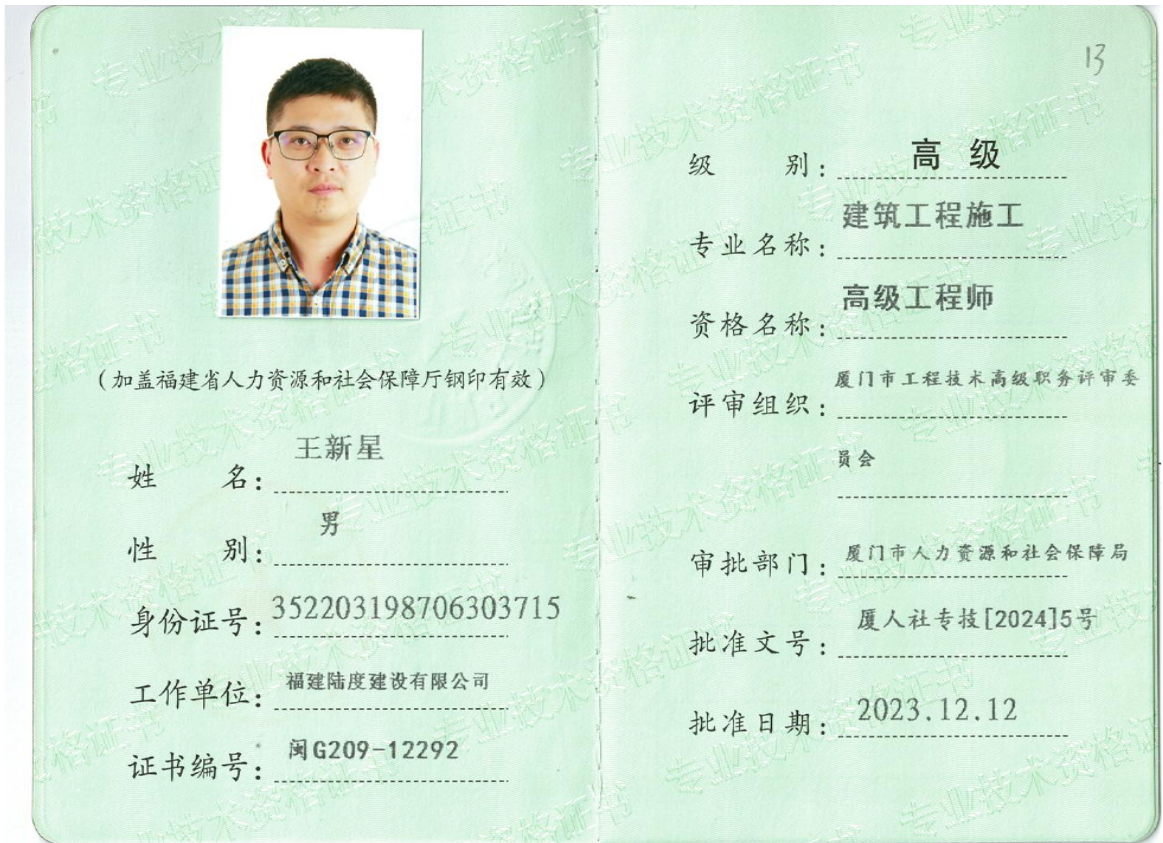 （加盖福建省人力资源和社会保障厅钢印有效）
姓名：王新星
性别：男
身份证号：352203198706303715
工作单位：福建陆度建设有限公司
证书编号：闽G209-12292
13
级别：高级
专业名称：建筑工程施工
资格名称：高级工程师
评审组织：厦门市工程技术高级职务评审委
员会
审批部门：厦门市人力资源和社会保障局
批准文号：厦人社专技[2024]5号
批准日期：2023.12.12
专业技术资格证书